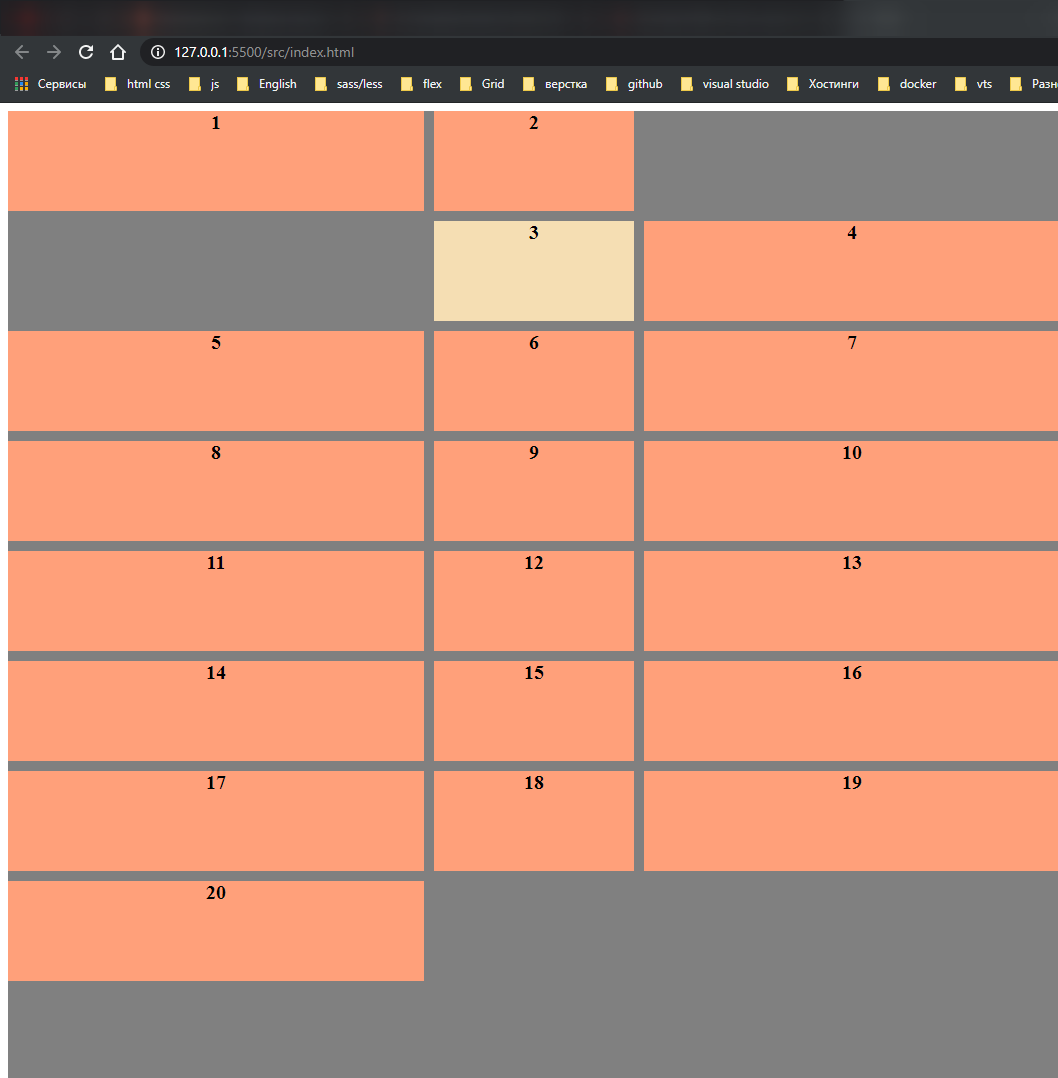 127.0.0.1:5500/src/index.html
Сервисы html css js English sass/less flex Grid верстка github visual studio Хостинги docker vts Разн
1 2
3 4
5 6 7
8 9 10
11 12 13
14 15 16
17 18 19
20